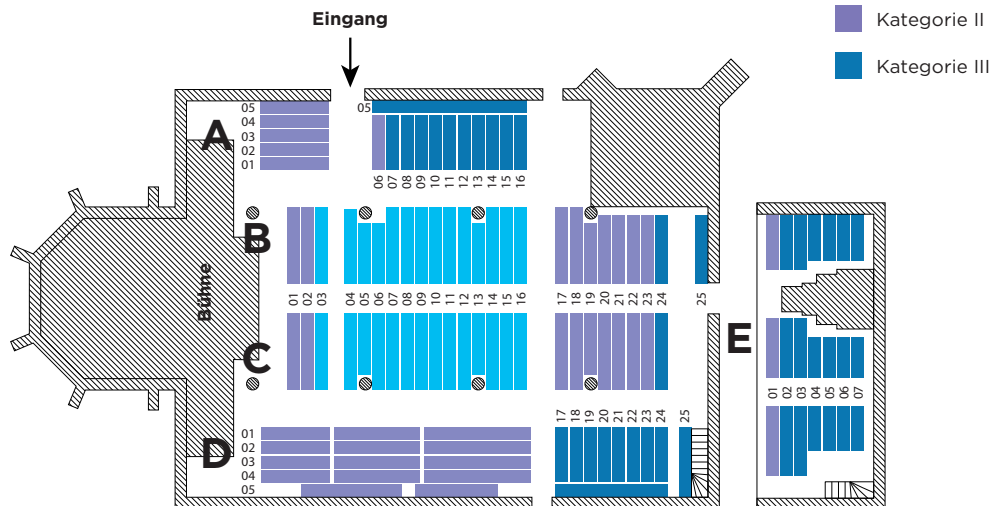 Eingang
Kategorie II
Kategorie III
A
05
04
03
02
01
05
06 07 08 09 10 11 12 13 14 15 16
B
Bühne
01 02 03 04 05 06 07 08 09 10 11 12 13 14 15 16 17 18 19 20 21 22 23 24 25
C
E
01 02 03 04 05 06 07
17 18 19 20 21 22 23 24 25
D
01
02
03
04
05